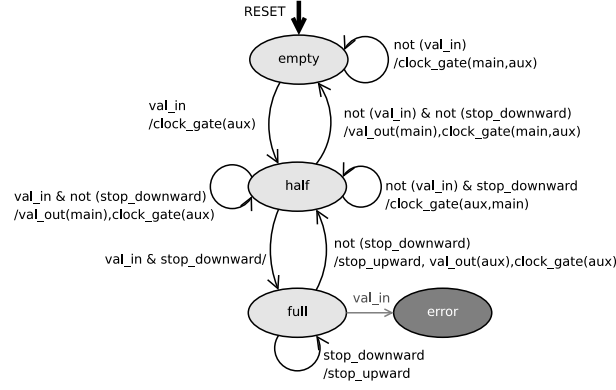 RESET
empty
not (val_in)
/clock_gate(main,aux)
val_in
/clock_gate(aux)
not (val_in) & not (stop_downward)
/val_out(main),clock_gate(main,aux)
val_in & not (stop_downward)
/val_out(main),clock_gate(aux)
half
not (val_in) & stop_downward
/clock_gate(aux,main)
val_in & stop_downward/
not (stop_downward)
/stop_upward, val_out(aux),clock_gate(aux)
full
val_in
error
stop_downward
/stop_upward